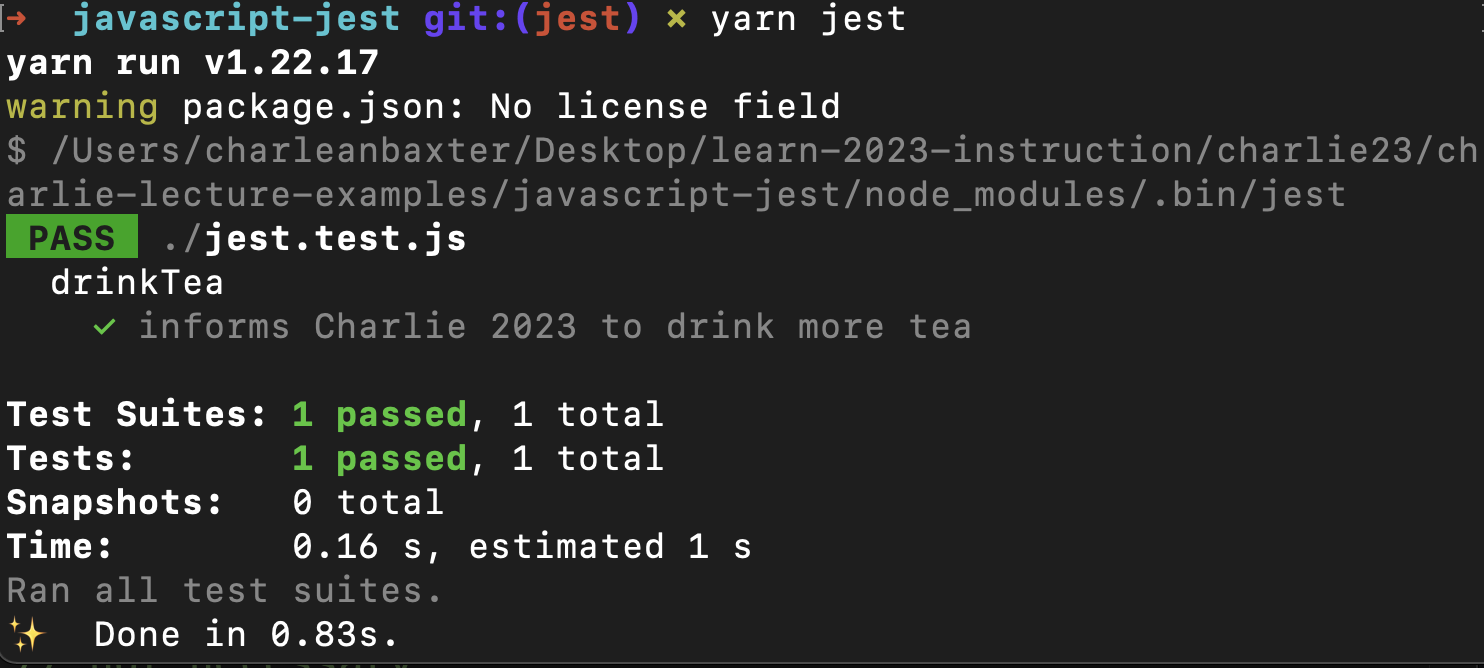 ➜ javascript-jest git:(jest) ✗ yarn jest
yarn run v1.22.17
warning package.json: No license field
$ /Users/charleanbaxter/Desktop/learn-2023-instruction/charlie23/ch
arlie-lecture-examples/javascript-jest/node_modules/.bin/jest
PASS ./jest.test.js
drinkTea
✓ informs Charlie 2023 to drink more tea
Test Suites: 1 passed, 1 total
Tests: 1 passed, 1 total
Snapshots: 0 total
Time: 0.16 s, estimated 1 s
Ran all test suites.
✨ Done in 0.83s.